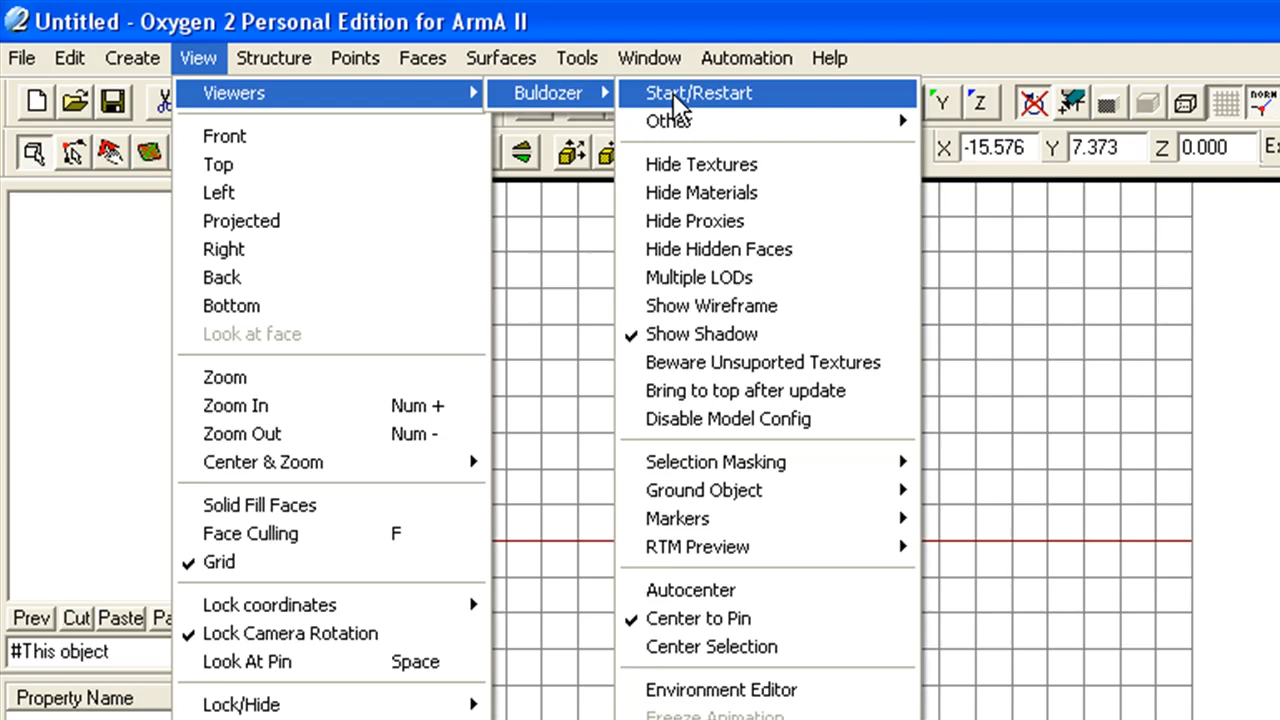 Untitled - Oxygen 2 Personal Edition for ArmA II
File Edit Create View Structure Points Faces Surfaces Tools Window Automation Help
Viewers
Front
Top
Left
Projected
Right
Back
Bottom
Look at face
Zoom
Zoom In Num +
Zoom Out Num -
Center & Zoom
Solid Fill Faces
Face Culling F
Grid
Lock coordinates
Lock Camera Rotation
Look At Pin Space
Lock/Hide
Buldozer
Start/Restart
Other
Hide Textures
Hide Materials
Hide Proxies
Hide Hidden Faces
Multiple LODs
Show Wireframe
Show Shadow
Beware Unsuported Textures
Bring to top after update
Disable Model Config
Selection Masking
Ground Object
Markers
RTM Preview
Autocenter
Center to Pin
Center Selection
Environment Editor
Freeze Animation
Y Z NORM
X -15.576 Y 7.373 Z 0.000
Prev Cut Paste
#This object
Property Name